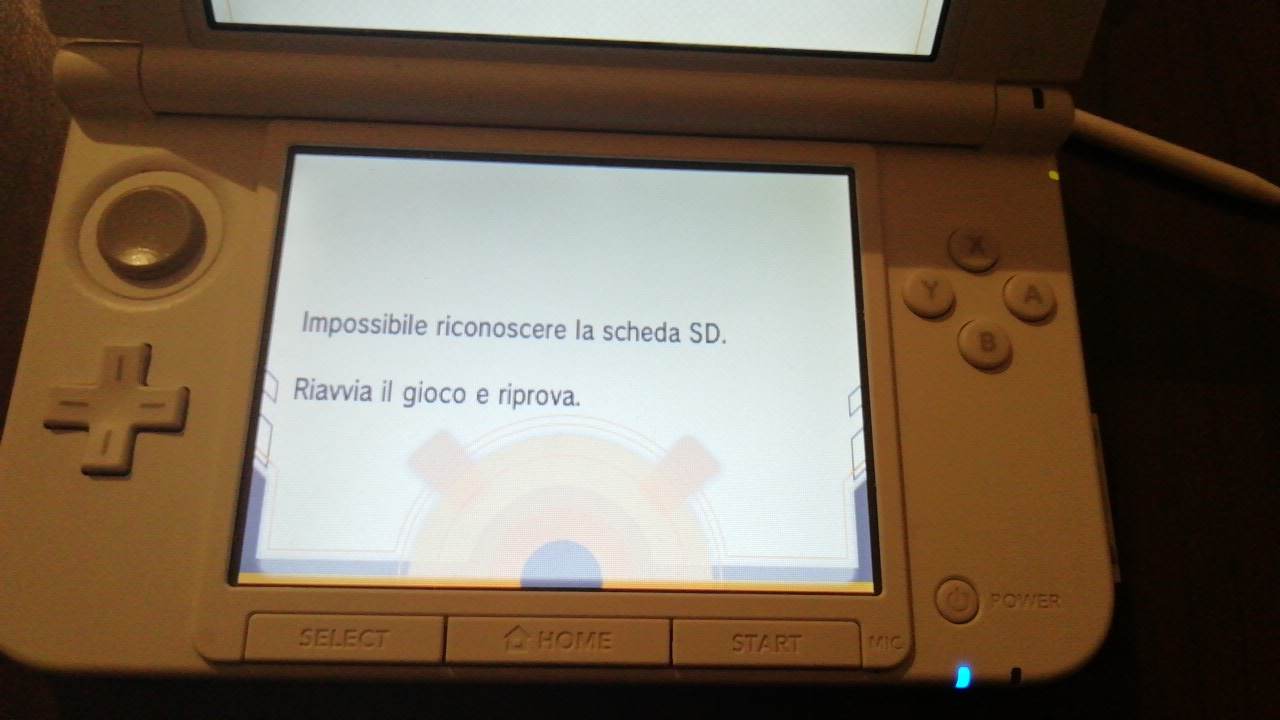 Impossibile riconoscere la scheda SD.
Riavvia il gioco e riprova.
X
Y
A
B
POWER
SELECT
HOME
START
MIC